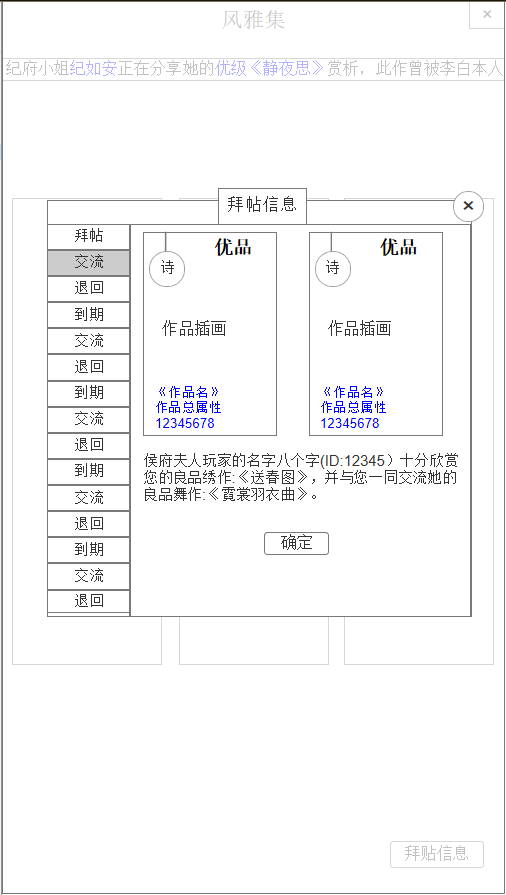 风雅集
×
纪府小姐纪如安正在分享她的优级《静夜思》赏析，此作曾被李白本人
拜帖信息
×
拜帖
交流
退回
到期
交流
退回
到期
交流
退回
到期
交流
退回
到期
交流
退回
优品
诗
作品插画
《作品名》
作品总属性
12345678
优品
诗
作品插画
《作品名》
作品总属性
12345678
侯府夫人玩家的名字八个字(ID:12345）十分欣赏
您的良品绣作:《送春图》，并与您一同交流她的
良品舞作:《霓裳羽衣曲》。
确定
拜贴信息